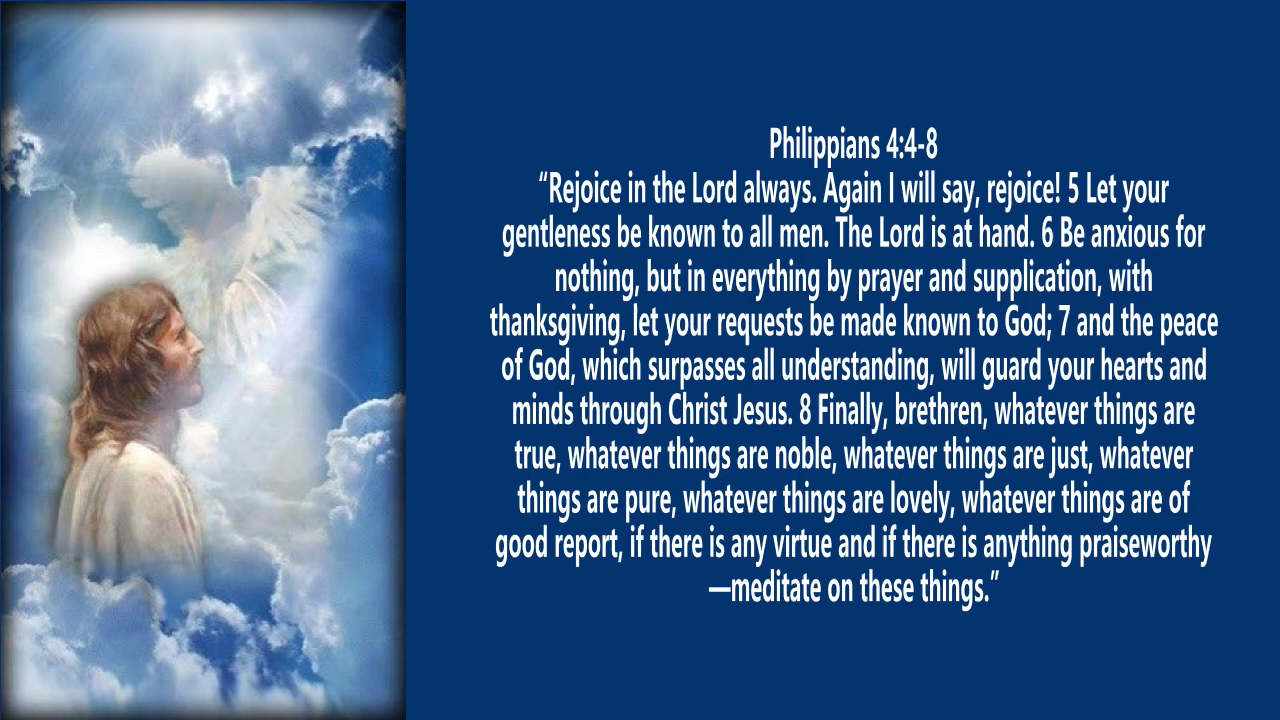 Philippians 4:4-8
“Rejoice in the Lord always. Again I will say, rejoice! 5 Let your
gentleness be known to all men. The Lord is at hand. 6 Be anxious for
nothing, but in everything by prayer and supplication, with
thanksgiving, let your requests be made known to God; 7 and the peace
of God, which surpasses all understanding, will guard your hearts and
minds through Christ Jesus. 8 Finally, brethren, whatever things are
true, whatever things are noble, whatever things are just, whatever
things are pure, whatever things are lovely, whatever things are of
good report, if there is any virtue and if there is anything praiseworthy
—meditate on these things.”